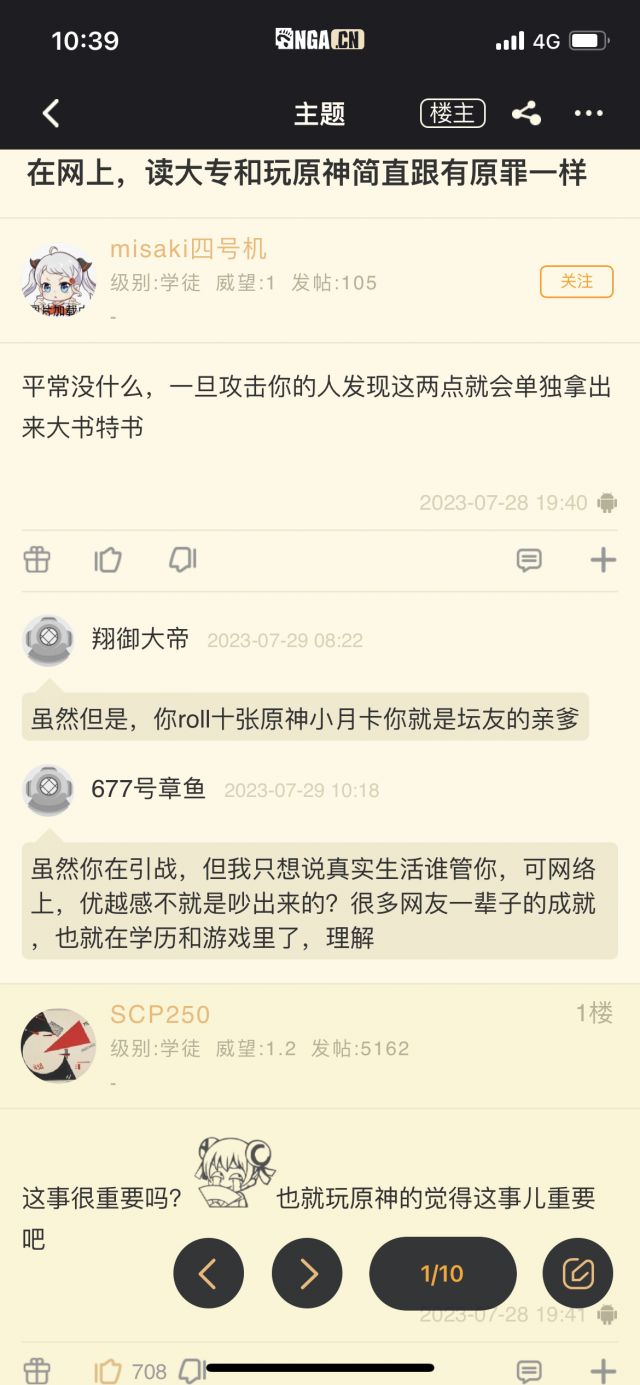 10:39
NGA.CN
4G
主题
楼主
在网上，读大专和玩原神简直跟有原罪一样
misaki四号机
级别:学徒 威望:1 发帖:105
关注
-
平常没什么，一旦攻击你的人发现这两点就会单独拿出
来大书特书
2023-07-28 19:40
翔御大帝 2023-07-29 08:22
虽然但是，你roll十张原神小月卡你就是坛友的亲爹
677号章鱼 2023-07-29 10:18
虽然你在引战，但我只想说真实生活谁管你，可网络
上，优越感不就是吵出来的？很多网友一辈子的成就
，也就在学历和游戏里了，理解
SCP250
1楼
级别:学徒 威望:1.2 发帖:5162
-
这事很重要吗？ 也就玩原神的觉得这事儿重要
吧
1/10
2023-07-28 19:41
708